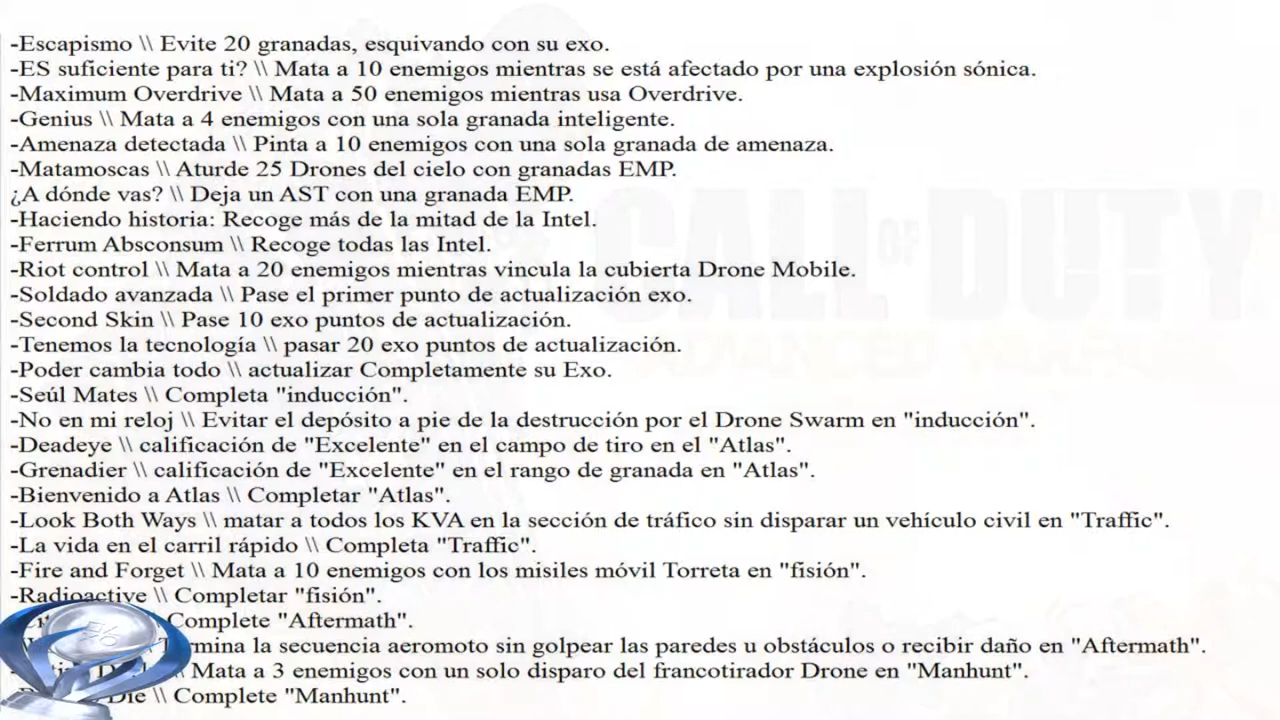 -Escapismo \\ Evite 20 granadas, esquivando con su exo.
-ES suficiente para ti? \\ Mata a 10 enemigos mientras se está afectado por una explosión sónica.
-Maximum Overdrive \\ Mata a 50 enemigos mientras usa Overdrive.
-Genius \\ Mata a 4 enemigos con una sola granada inteligente.
-Amenaza detectada \\ Pinta a 10 enemigos con una sola granada de amenaza.
-Matamoscas \\ Aturde 25 Drones del cielo con granadas EMP.
¿A dónde vas? \\ Deja un AST con una granada EMP.
-Haciendo historia: Recoge más de la mitad de la Intel.
-Ferrum Absconsum \\ Recoge todas las Intel.
-Riot control \\ Mata a 20 enemigos mientras vincula la cubierta Drone Mobile.
-Soldado avanzada \\ Pase el primer punto de actualización exo.
-Second Skin \\ Pase 10 exo puntos de actualización.
-Tenemos la tecnología \\ pasar 20 exo puntos de actualización.
-Poder cambia todo \\ actualizar Completamente su Exo.
-Seúl Mates \\ Completa "inducción".
-No en mi reloj \\ Evitar el depósito a pie de la destrucción por el Drone Swarm en "inducción".
-Deadeye \\ calificación de "Excelente" en el campo de tiro en el "Atlas".
-Grenadier \\ calificación de "Excelente" en el rango de granada en "Atlas".
-Bienvenido a Atlas \\ Completar "Atlas".
-Look Both Ways \\ matar a todos los KVA en la sección de tráfico sin disparar un vehículo civil en "Traffic".
-La vida en el carril rápido \\ Completa "Traffic".
-Fire and Forget \\ Mata a 10 enemigos con los misiles móvil Torreta en "fisión".
-Radioactive \\ Completar "fisión".
Complete "Aftermath".
la secuencia aeromoto sin golpear las paredes u obstáculos o recibir daño en "Aftermath".
Mata a 3 enemigos con un solo disparo del francotirador Drone en "Manhunt".
Die \\ Complete "Manhunt".
CALL OF DUTY
ADVANCED WARFARE